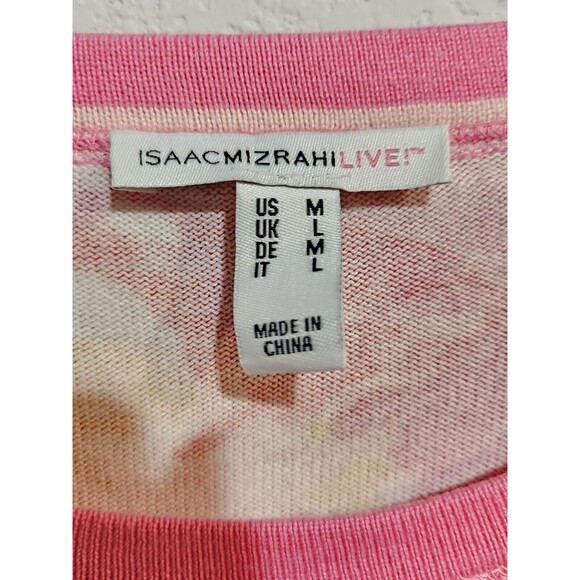 ISAACMIZRAHILIVE!™
US M
UK L
DE M
IT L
MADE IN
CHINA